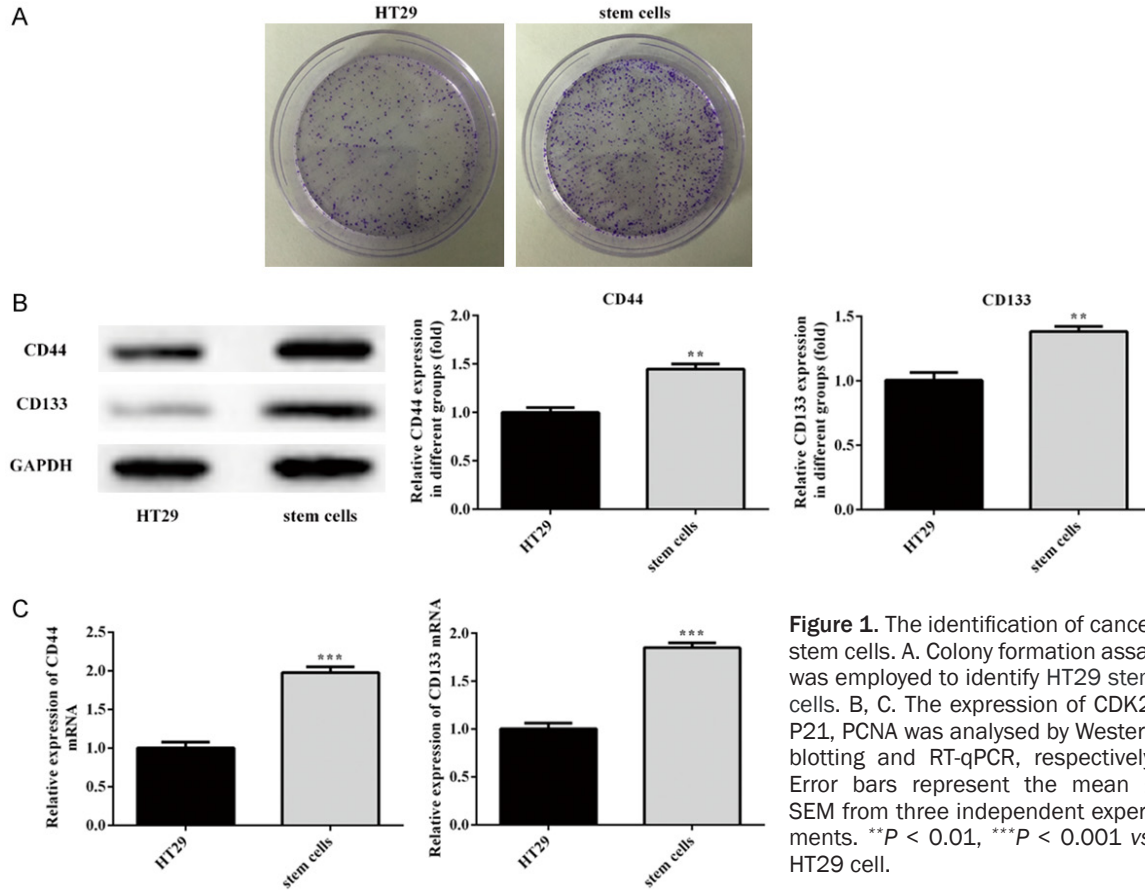 A
HT29
stem cells
B
CD44
CD133
GAPDH
HT29
stem cells
CD44
Relative CD44 expression
in different groups (fold)
2.0
1.5
1.0
0.5
0.0
**
HT29
stem cells
CD133
Relative CD133 expression
in different groups (fold)
1.5
1.0
0.5
0.0
**
HT29
stem cells
C
Relative expression of CD44
mRNA
2.5
2.0
1.5
1.0
0.5
0.0
***
HT29
stem cells
Relative expression of CD133 mRNA
2.0
1.5
1.0
0.5
0.0
***
HT29
stem cells
Figure 1. The identification of cance
stem cells. A. Colony formation assa
was employed to identify HT29 stem
cells. B, C. The expression of CDK2
P21, PCNA was analysed by Wester
blotting and RT-qPCR, respectively
Error bars represent the mean
SEM from three independent exper
ments. **P < 0.01, ***P < 0.001 vs
HT29 cell.